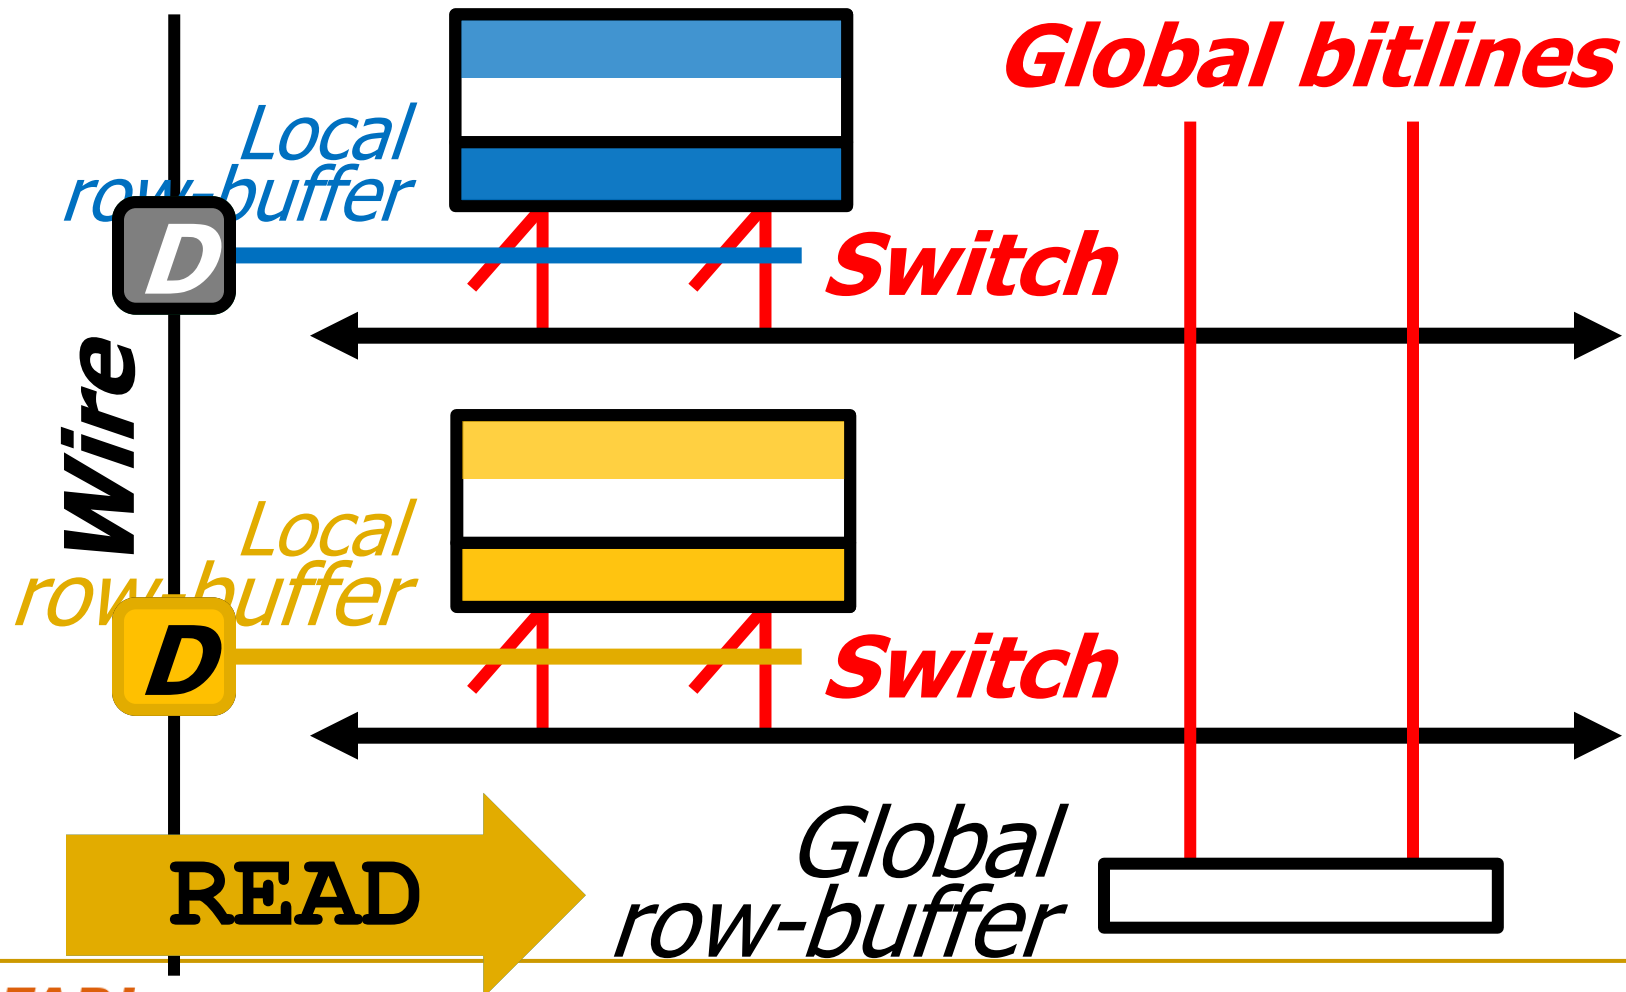 Global bitlines
Local
row-buffer
D
Switch
Wire
Local
row-buffer
D
Switch
READ
Global
row-buffer